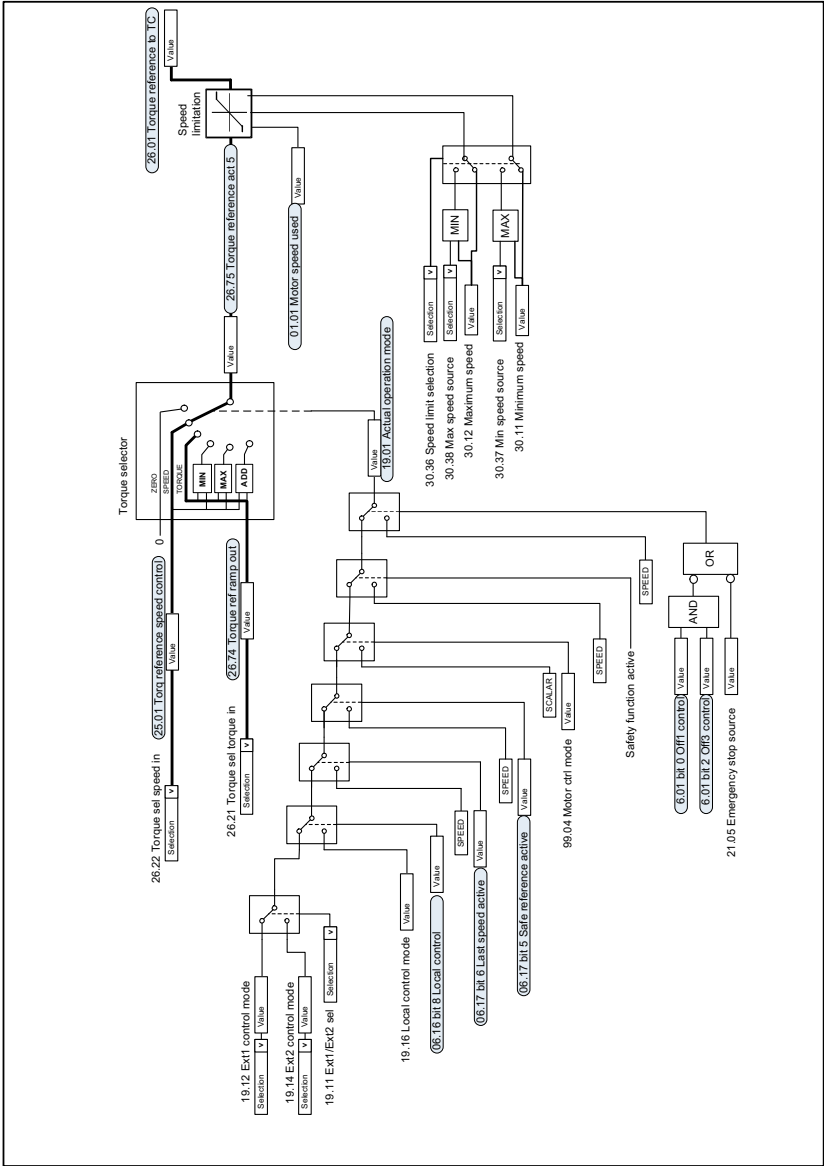 26.22 Torque sel speed in
Selection
v
25.01 Torq reference speed control
Value
26.21 Torque sel torque in
Selection
v
26.74 Torque ref ramp out
Value
Torque selector
0
ZERO
SPEED
TORQUE
MIN
MAX
ADD
Value
26.75 Torque reference act 5
Speed
limitation
Value
26.01 Torque reference to TC
Value
01.01 Motor speed used
19.12 Ext1 control mode
Selection
v
Value
19.14 Ext2 control mode
Selection
v
Value
19.11 Ext1/Ext2 sel
Selection
v
19.16 Local control mode
Value
06.16 bit 8 Local control
Value
SPEED
06.17 bit 6 Last speed active
Value
SPEED
06.17 bit 5 Safe reference active
Value
SCALAR
99.04 Motor ctrl mode
Value
SPEED
Safety function active
SPEED
6.01 bit 0 Off1 control
Value
6.01 bit 2 Off3 control
Value
AND
OR
21.05 Emergency stop source
Value
Value
19.01 Actual operation mode
30.36 Speed limit selection
Selection
v
30.38 Max speed source
Selection
v
MIN
30.12 Maximum speed
Value
30.37 Min speed source
Selection
v
MAX
30.11 Minimum speed
Value